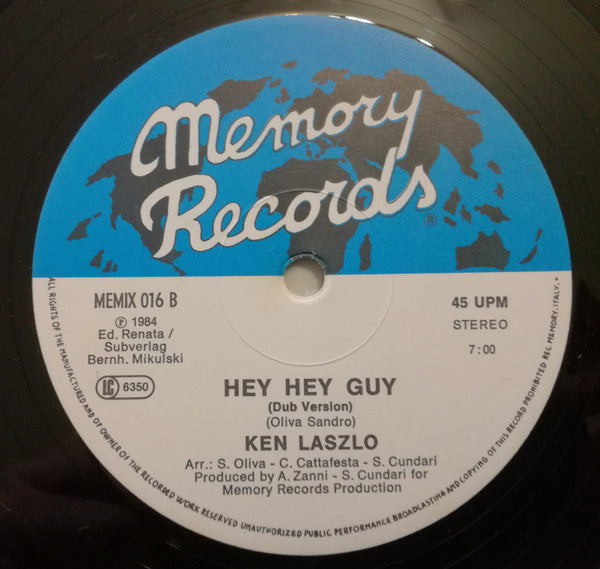 Memory
Records®
MEMIX 016 B
℗ 1984
Ed. Renata /
Subverlag
Bernh. Mikulski
LC 6350
45 UPM
STEREO
7:00
HEY HEY GUY
(Dub Version)
(Oliva Sandro)
KEN LASZLO
Arr.: S. Oliva - C. Cattafesta - S. Cundari
Produced by A. Zanni - S. Cundari for
Memory Records Production
ALL RIGHTS OF THE MANUFACTURED AND OF OWNER OF THE RECORDED WORK RESERVED UNAUTHORIZED PUBLIC PERFORMANCE BROADCASTING AND COPYING OF THIS RECORD PROHIBITED REC. MEMORY. ITALY. *